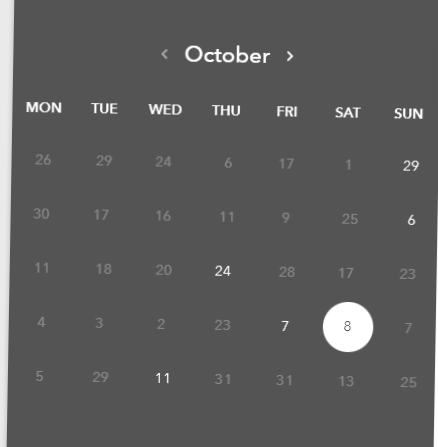 ‹ October ›
MON TUE WED THU FRI SAT SUN
26 29 24 6 17 1 29
30 17 16 11 9 25 6
11 18 20 24 28 17 23
4 3 2 23 7 8 7
5 29 11 31 31 13 25